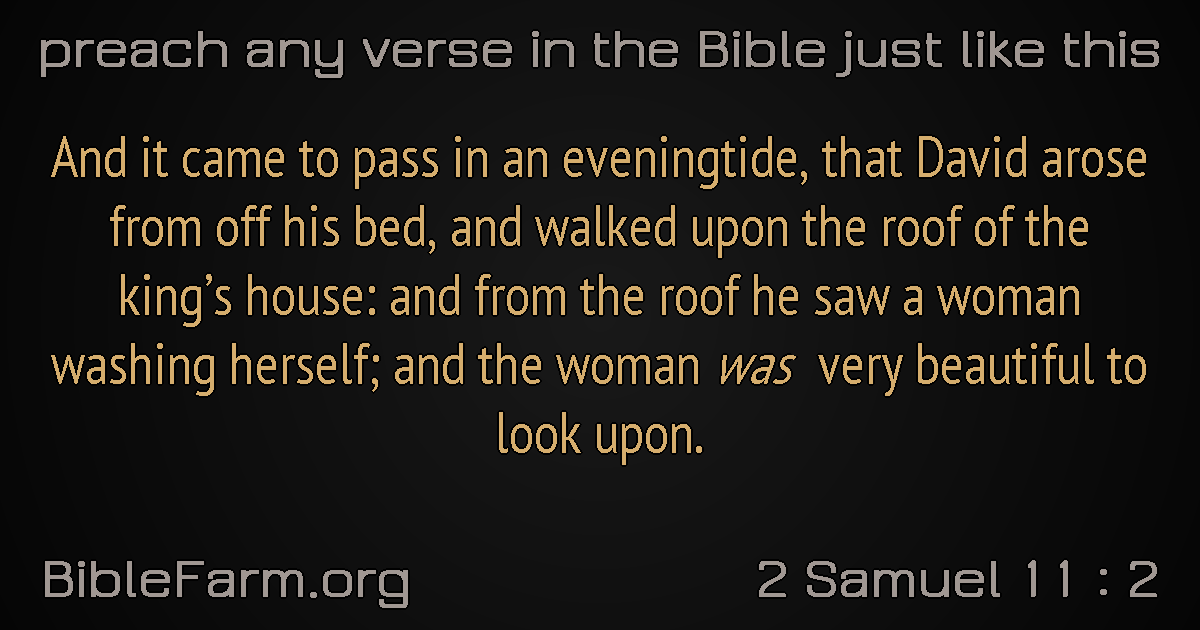 preach any verse in the Bible just like this
And it came to pass in an eveningtide, that David arose
from off his bed, and walked upon the roof of the
king’s house: and from the roof he saw a woman
washing herself; and the woman was very beautiful to
look upon.
BibleFarm.org
2 Samuel 11 : 2